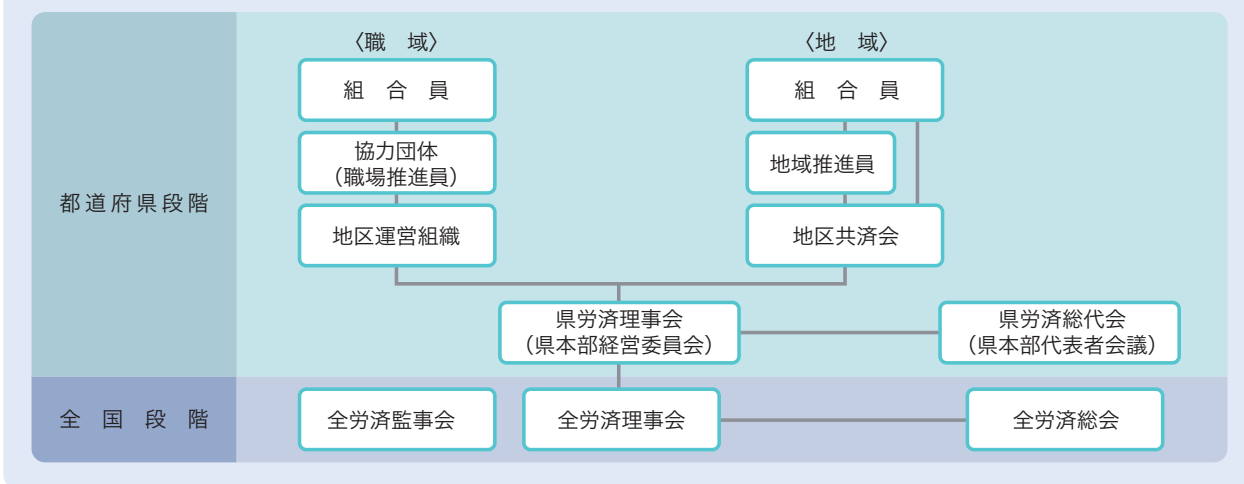 〈職　域〉
〈地　域〉
組　合　員
組　合　員
協力団体
（職場推進員）
地域推進員
都道府県段階
地区運営組織
地区共済会
県労済理事会
（県本部経営委員会）
県労済総代会
（県本部代表者会議）
全　国　段　階
全労済監事会
全労済理事会
全労済総会